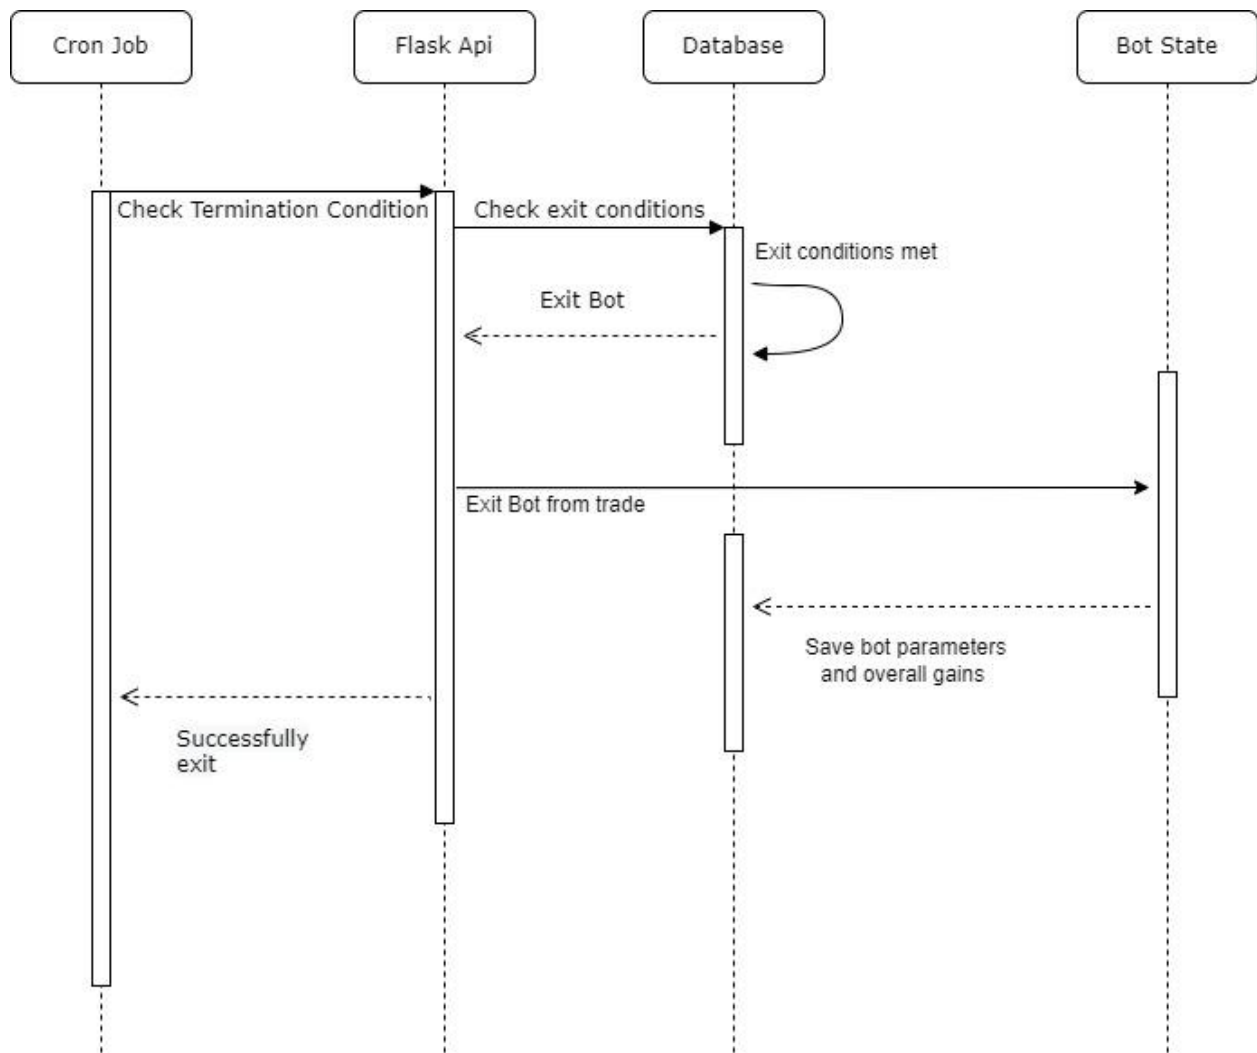 Cron Job
Flask Api
Database
Bot State
Check Termination Condition
Check exit conditions
Exit conditions met
Exit Bot
Exit Bot from trade
Save bot parameters
and overall gains
Successfully
exit